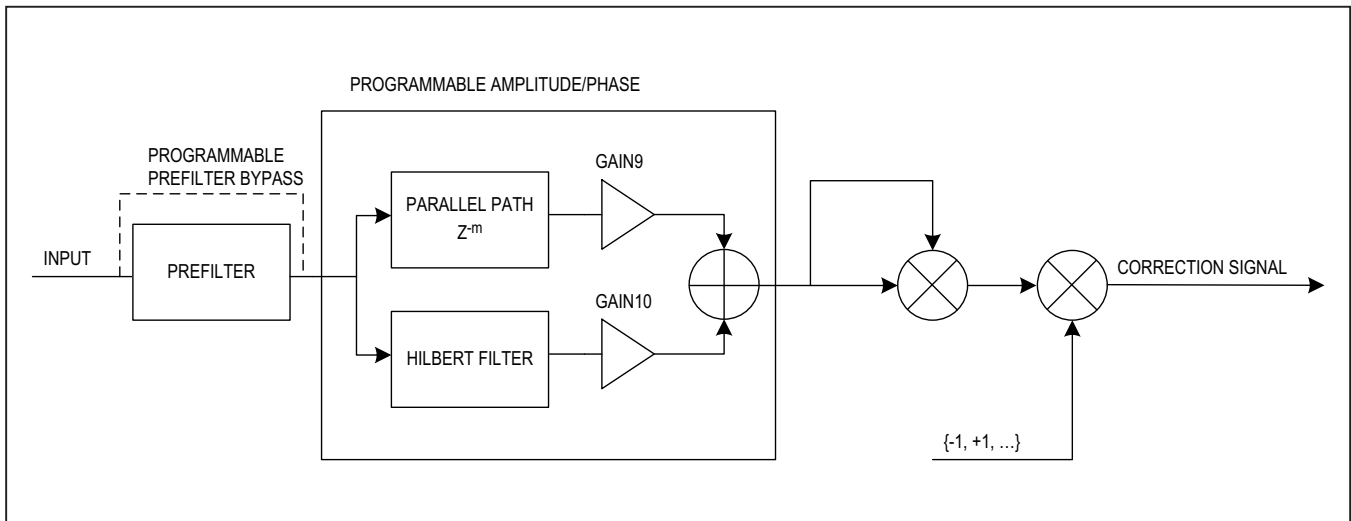 PROGRAMMABLE AMPLITUDE/PHASE
PROGRAMMABLE
PREFILTER BYPASS
INPUT
PREFILTER
PARALLEL PATH
Z-m
GAIN9
HILBERT FILTER
GAIN10
CORRECTION SIGNAL
{-1, +1, …}